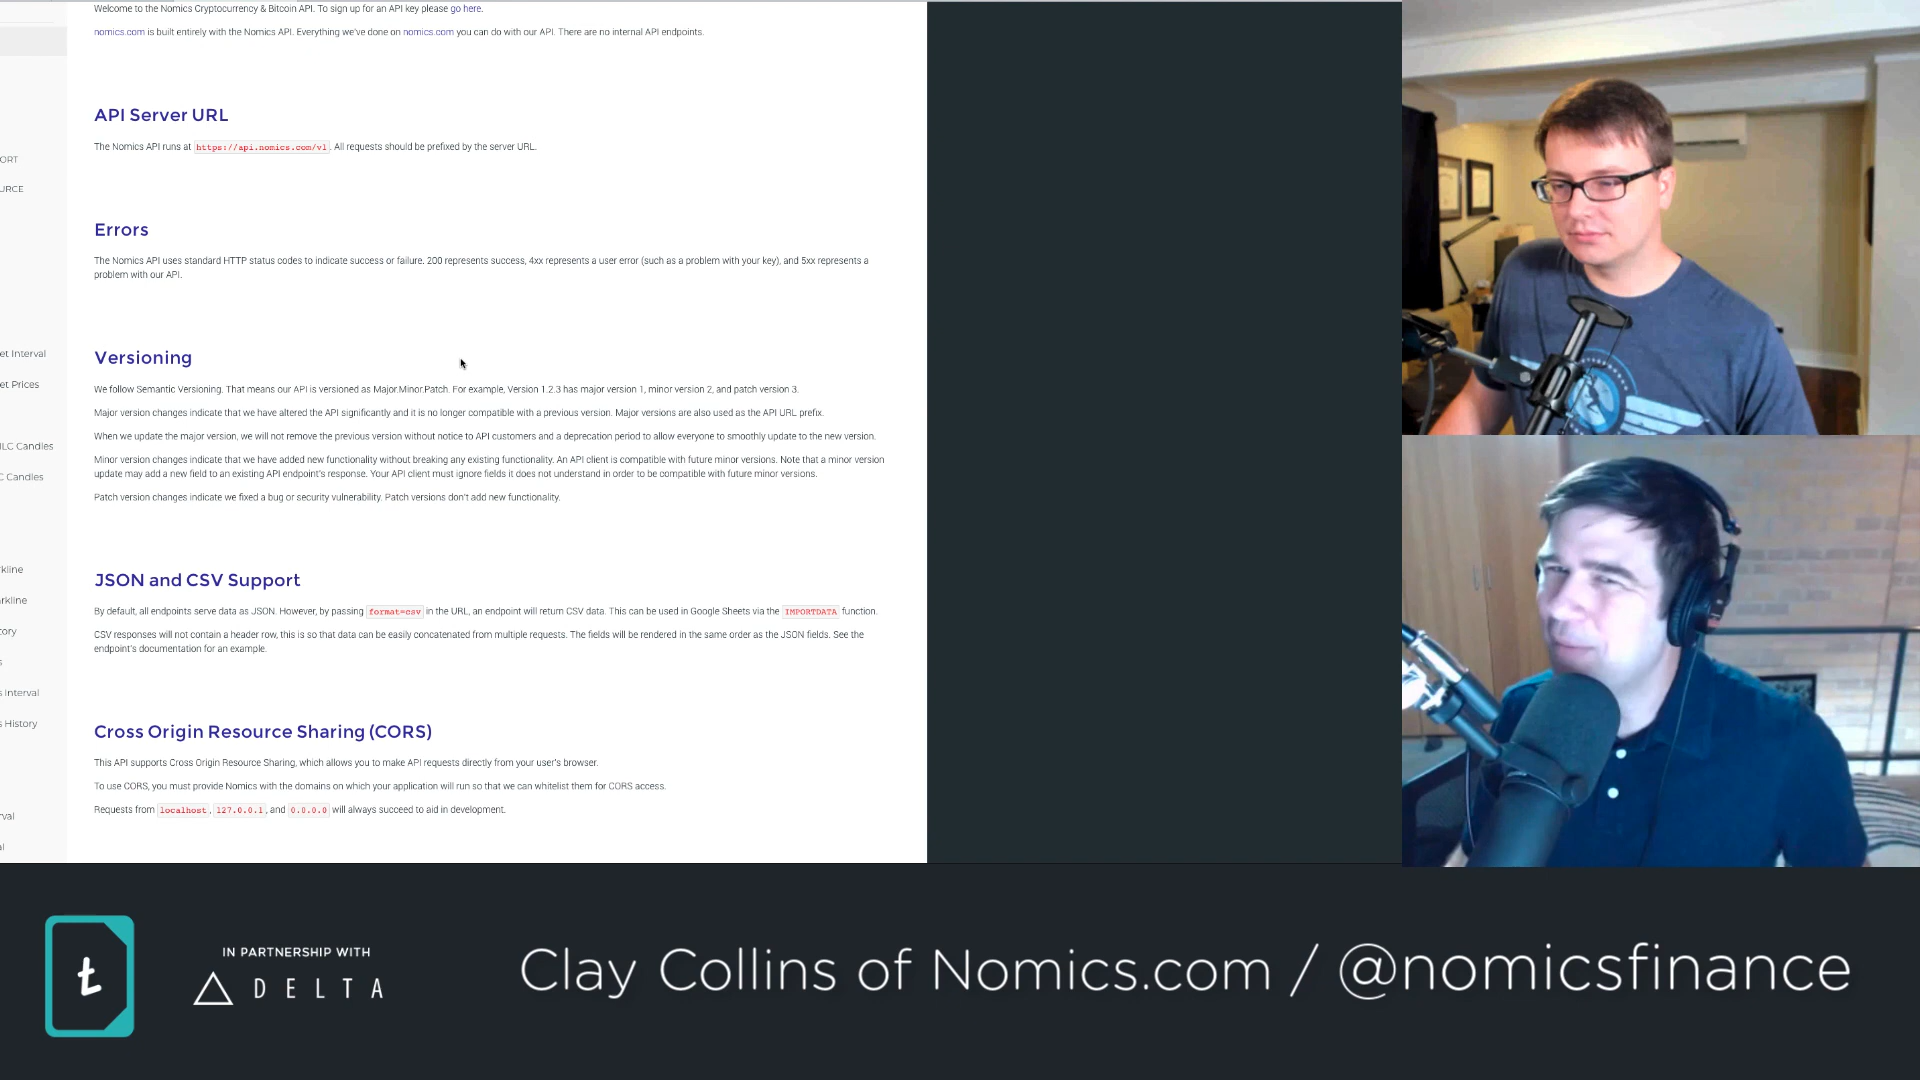 Welcome to the Nomics Cryptocurrency & Bitcoin API. To sign up for an API key please go here.
nomics.com is built entirely with the Nomics API. Everything we've done on nomics.com you can do with our API. There are no internal API endpoints.
API Server URL
ORT
The Nomics API runs at https://api.nomics.com/v1. All requests should be prefixed by the server URL.
URCE
Errors
The Nomics API uses standard HTTP status codes to indicate success or failure. 200 represents success, 4xx represents a user error (such as a problem with your key), and 5xx represents a
problem with our API.
et Interval
Versioning
et Prices
We follow Semantic Versioning. That means our API is versioned as Major.Minor.Patch. For example, Version 1.2.3 has major version 1, minor version 2, and patch version 3.
Major version changes indicate that we have altered the API significantly and it is no longer compatible with a previous version. Major versions are also used as the API URL prefix.
When we update the major version, we will not remove the previous version without notice to API customers and a deprecation period to allow everyone to smoothly update to the new version.
LC Candles
Minor version changes indicate that we have added new functionality without breaking any existing functionality. An API client is compatible with future minor versions. Note that a minor version
update may add a new field to an existing API endpoint's response. Your API client must ignore fields it does not understand in order to be compatible with future minor versions.
C Candles
Patch version changes indicate we fixed a bug or security vulnerability. Patch versions don't add new functionality.
rkline
JSON and CSV Support
arkline
By default, all endpoints serve data as JSON. However, by passing format=csv in the URL, an endpoint will return CSV data. This can be used in Google Sheets via the IMPORTDATA function.
tory
CSV responses will not contain a header row, this is so that data can be easily concatenated from multiple requests. The fields will be rendered in the same order as the JSON fields. See the
endpoint's documentation for an example.
s
s Interval
s History
Cross Origin Resource Sharing (CORS)
This API supports Cross Origin Resource Sharing, which allows you to make API requests directly from your user's browser.
To use CORS, you must provide Nomics with the domains on which your application will run so that we can whitelist them for CORS access.
Requests from localhost, 127.0.0.1, and 0.0.0.0 will always succeed to aid in development.
rval
al
IN PARTNERSHIP WITH
DELTA
Clay Collins of Nomics.com / @nomicsfinance